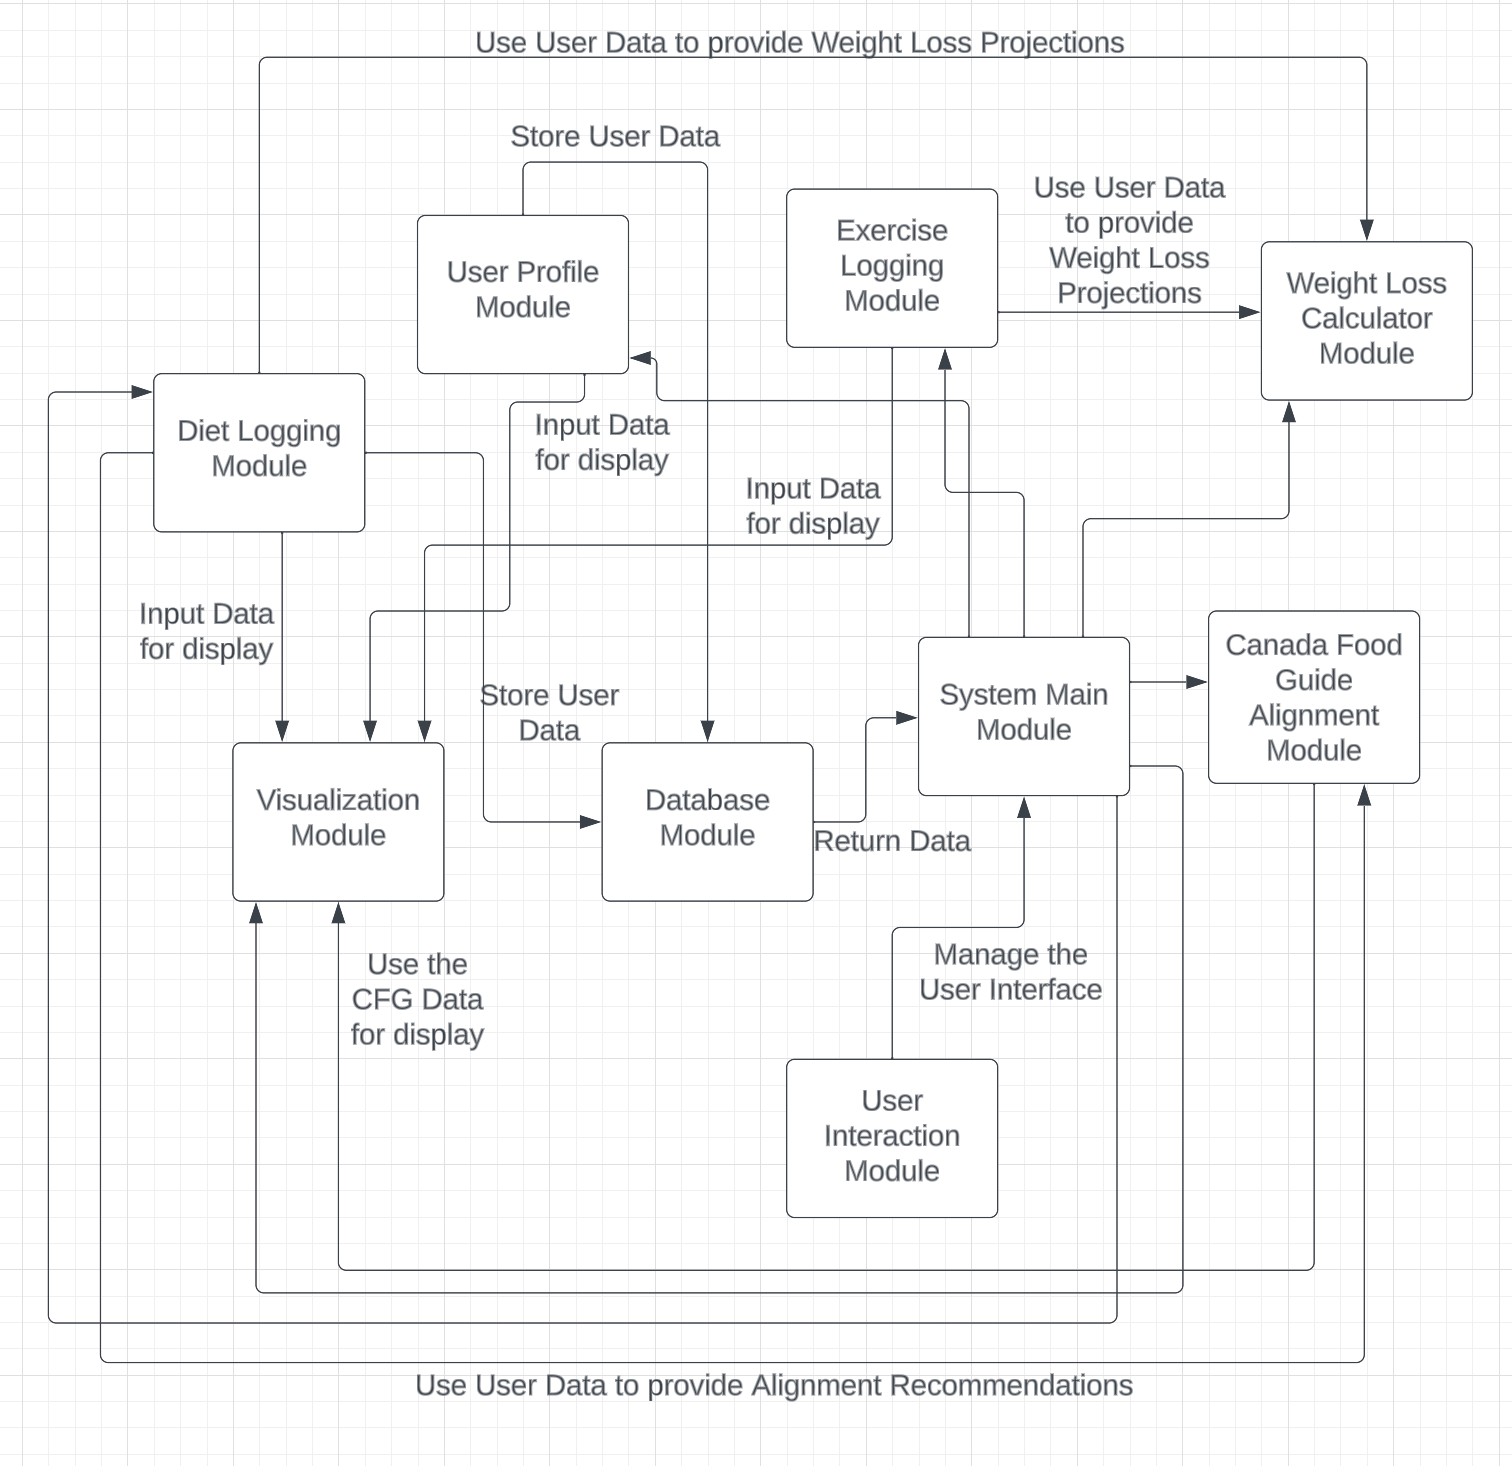 Use User Data to provide Weight Loss Projections
Store User Data
User Profile
Module
Exercise
Logging
Module
Use User Data
to provide
Weight Loss
Projections
Weight Loss
Calculator
Module
Diet Logging
Module
Input Data
for display
Input Data
for display
Input Data
for display
Store User
Data
System Main
Module
Canada Food
Guide
Alignment
Module
Visualization
Module
Database
Module
Return Data
Use the
CFG Data
for display
Manage the
User Interface
User
Interaction
Module
Use User Data to provide Alignment Recommendations